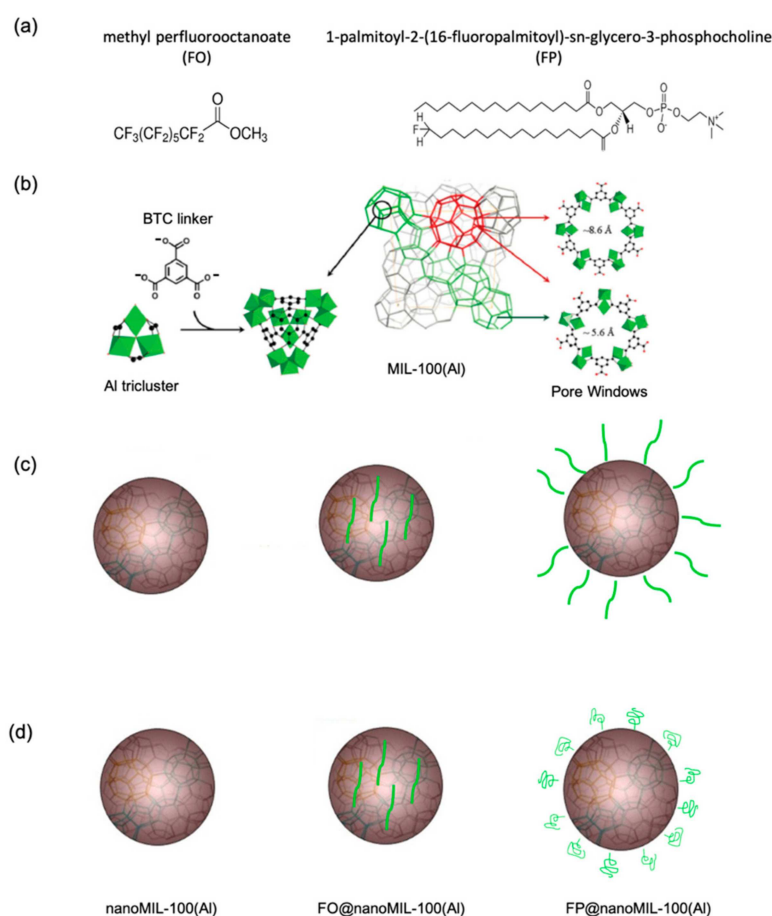 (a)
methyl perfluorooctanoate
(FO)
1-palmitoyl-2-(16-fluoropalmitoyl)-sn-glycero-3-phosphocholine
(FP)
CF₃(CF₂)₅CF₂
O
OCH₃
H
F
H
O
O
O
O
H
O
P
O
O⁻
O
N⁺
(b)
BTC linker
Al tricluster
MIL-100(Al)
~8.6 Å
~5.6 Å
Pore Windows
(c)
(d)
nanoMIL-100(Al)
FO@nanoMIL-100(Al)
FP@nanoMIL-100(Al)